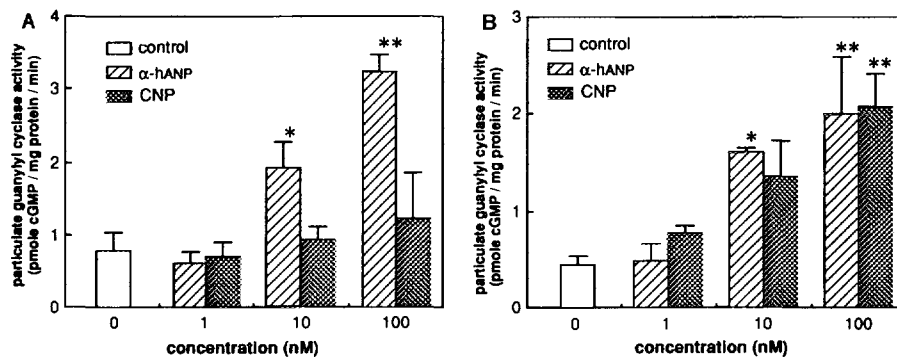 A
particulate guanylyl cyclase activity
(pmole cGMP / mg protein / min)
4
3
2
1
0
control
α-hANP
CNP
*
**
0 1 10 100
concentration (nM)
B
particulate guanylyl cyclase activity
(pmole cGMP / mg protein / min)
3
2
1
0
control
α-hANP
CNP
*
**
**
0 1 10 100
concentration (nM)